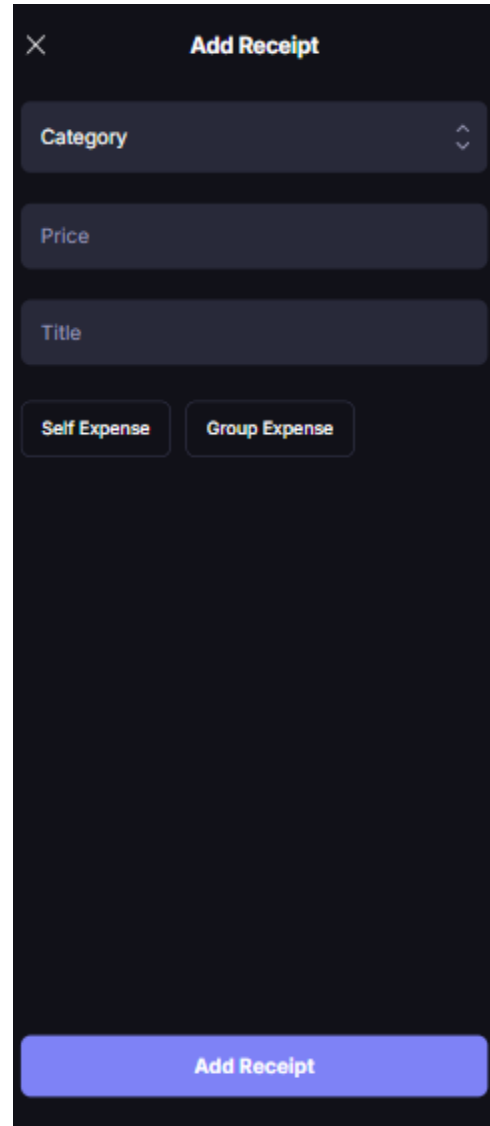 Add Receipt
Category
Price
Title
Self Expense Group Expense
Add Receipt